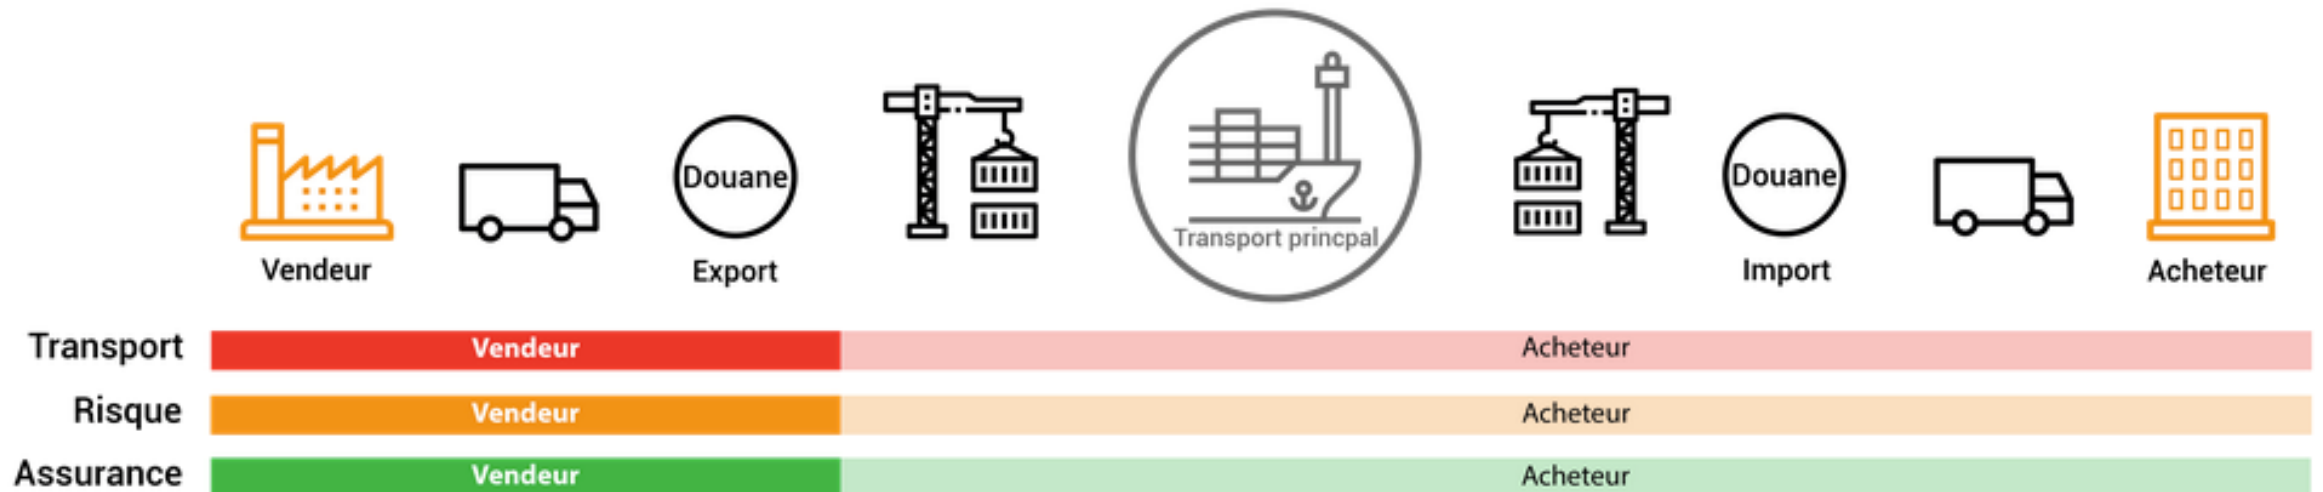 Douane
Transport princpal
Douane
Vendeur
Export
Import
Acheteur
Transport Vendeur Acheteur
Risque Vendeur Acheteur
Assurance Vendeur Acheteur